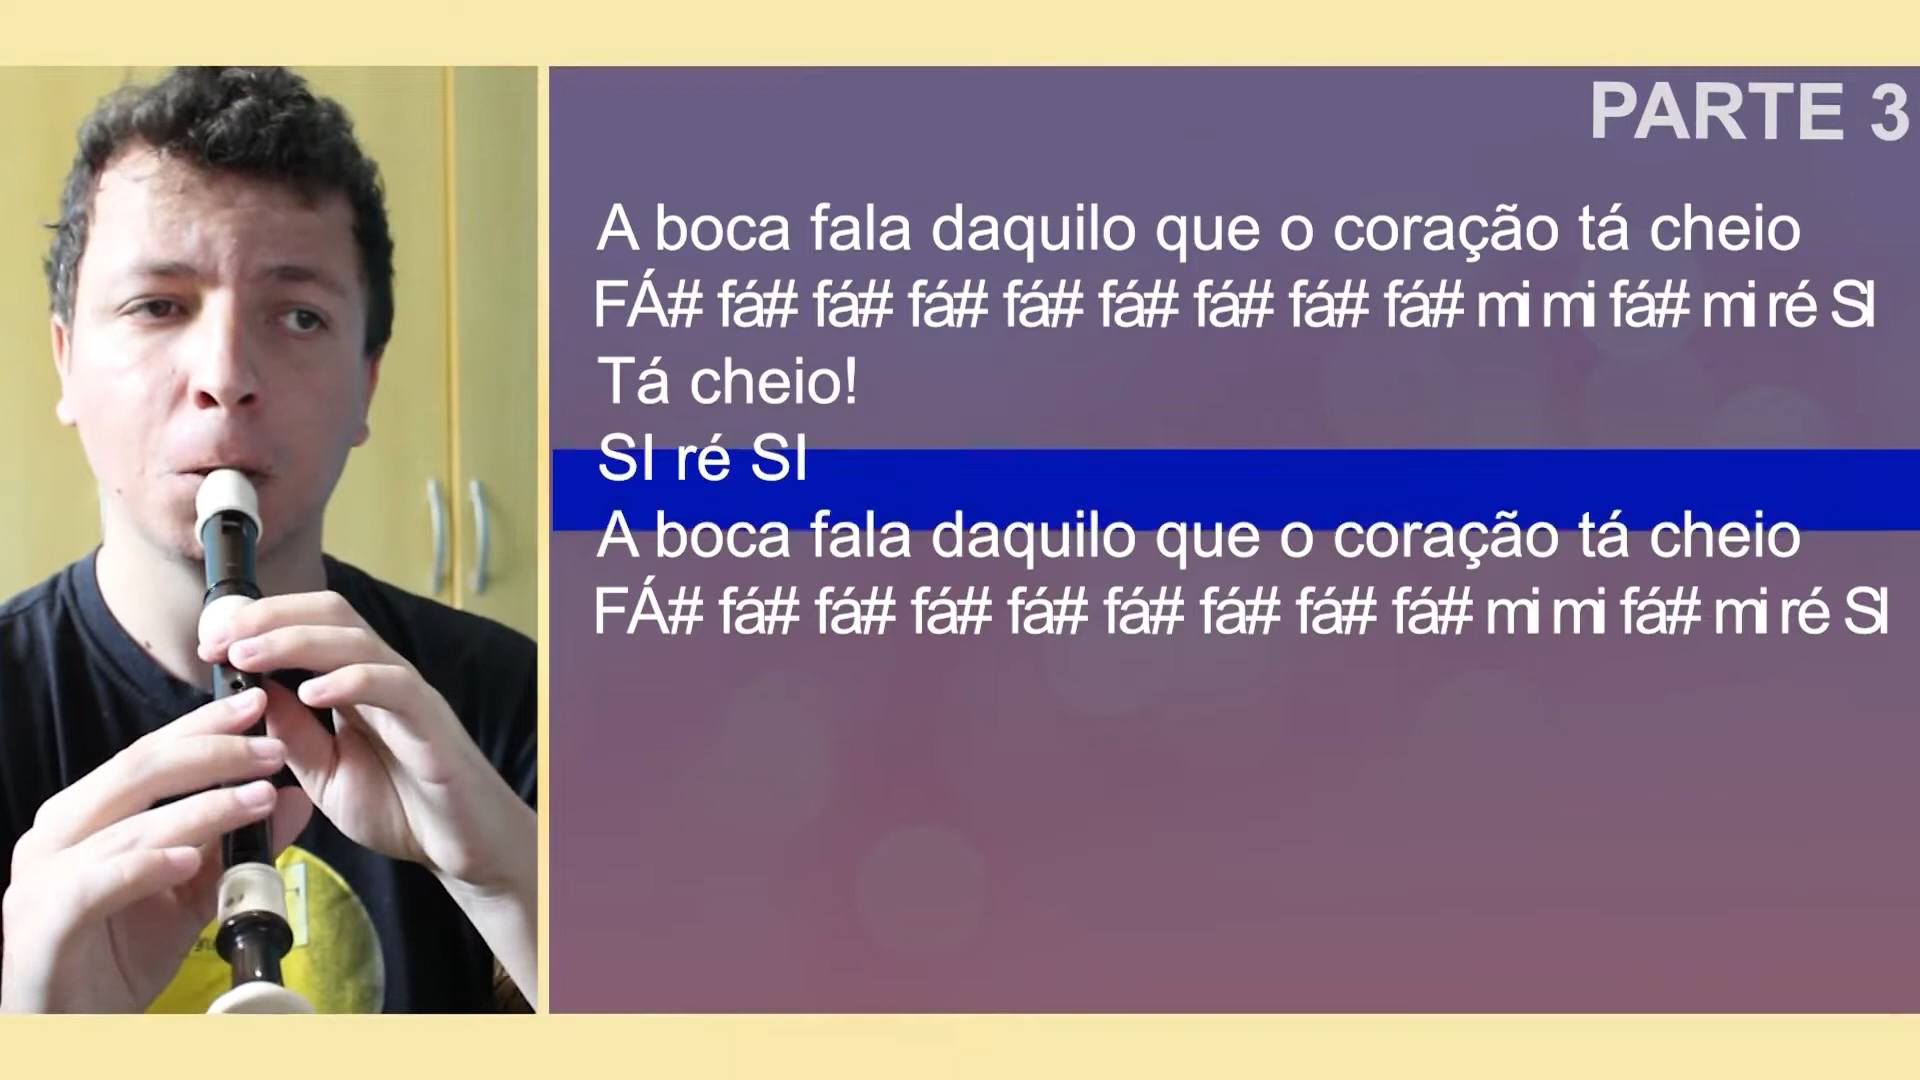 PARTE 3
A boca fala daquilo que o coração tá cheio
FÁ# fá# fá# fá# fá# fá# fá# fá# fá# mi mi fá# mi ré SI
Tá cheio!
SI ré SI
A boca fala daquilo que o coração tá cheio
FÁ# fá# fá# fá# fá# fá# fá# fá# fá# mi mi fá# mi ré SI